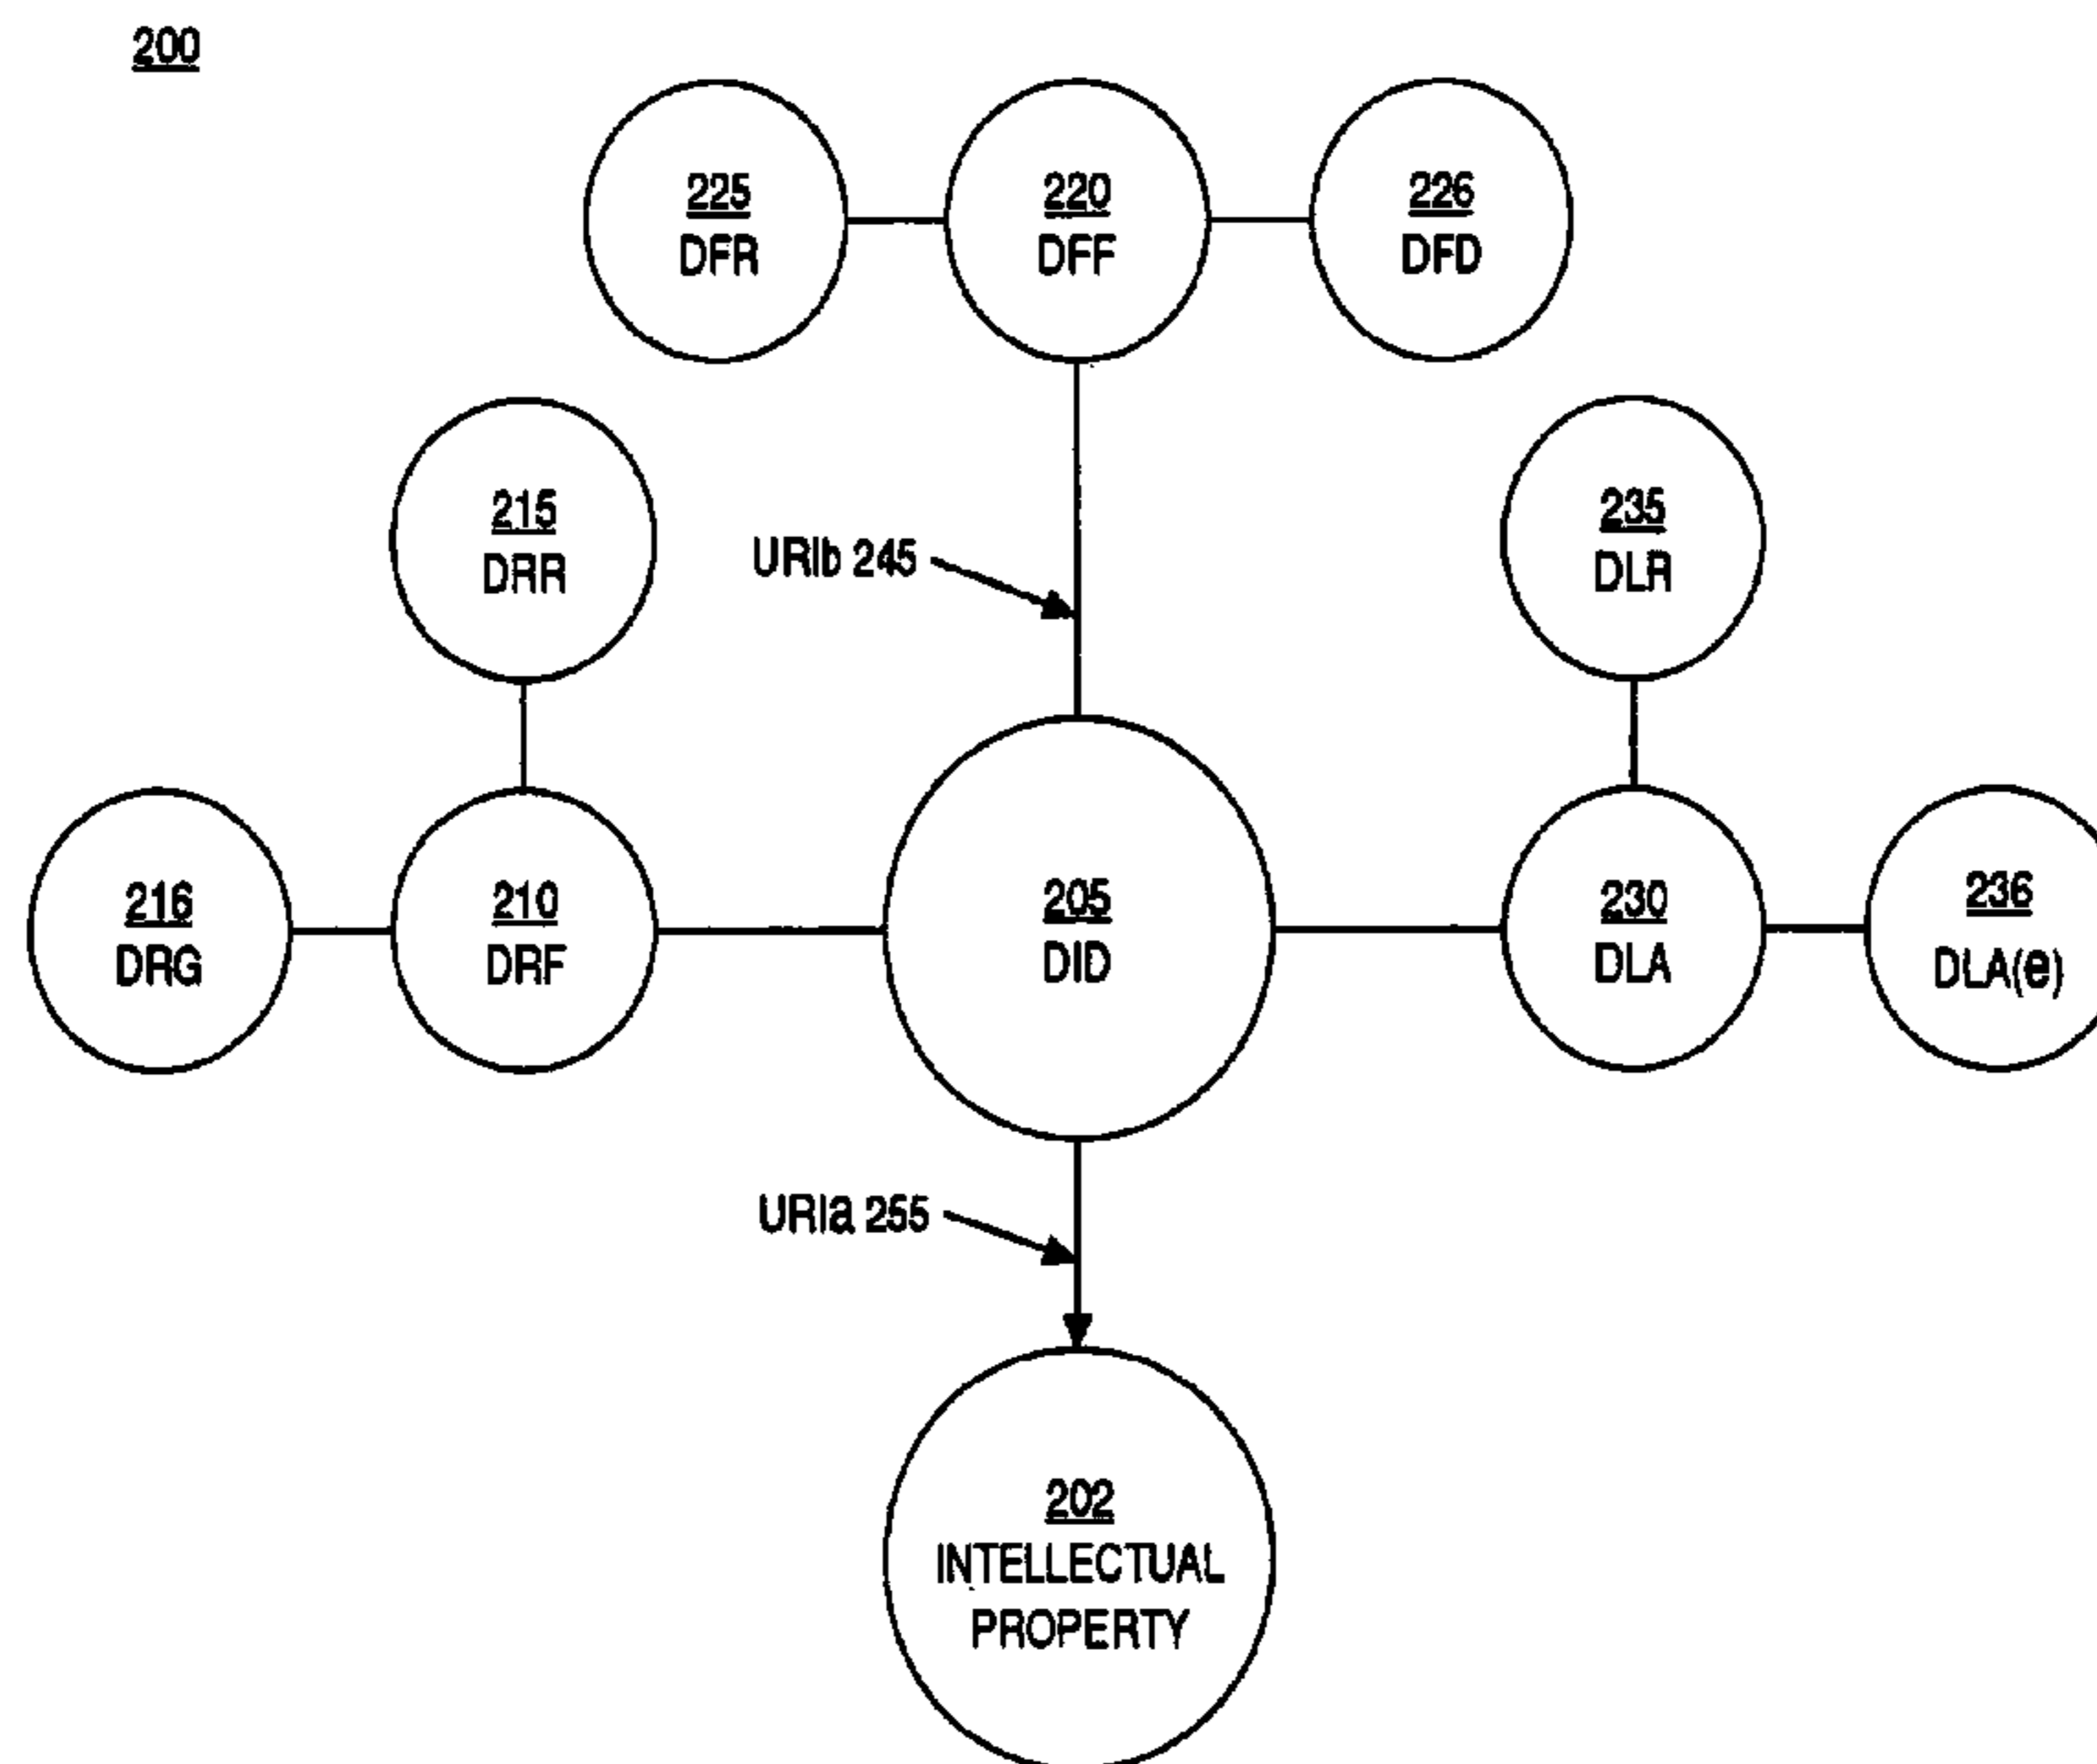 200
225
DFR
220
DFF
226
DFD
215
DRR
URIb 245
235
DLR
216
DRG
210
DRF
205
DID
230
DLA
236
DLA(e)
URIa 255
202
INTELLECTUAL
PROPERTY